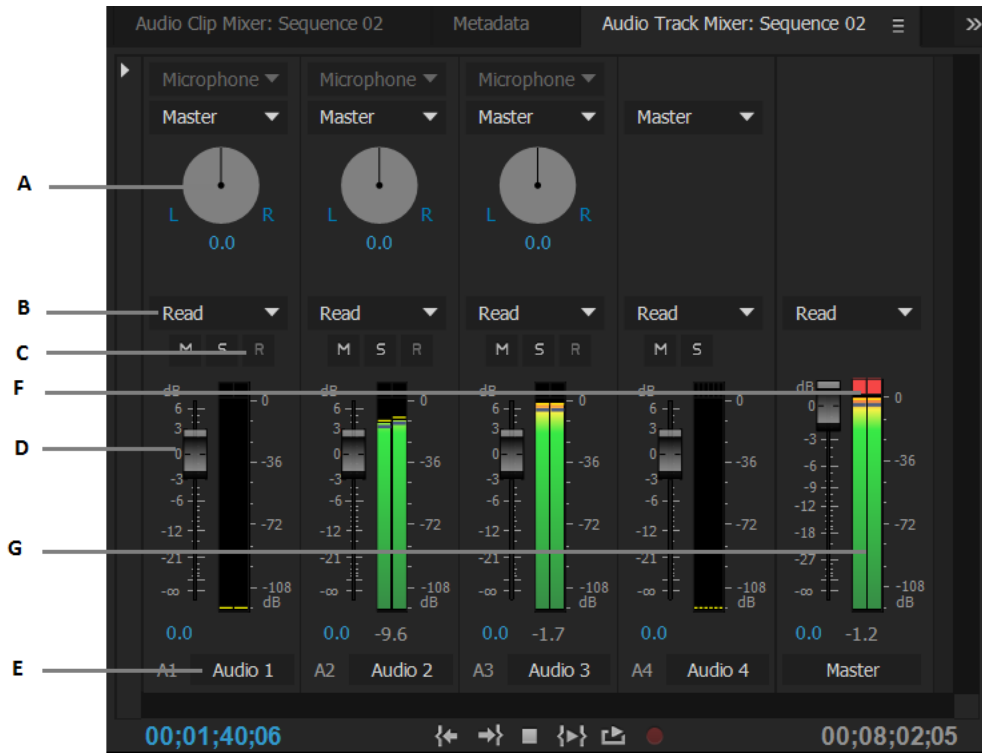 Audio Clip Mixer: Sequence 02 Metadata Audio Track Mixer: Sequence 02
Microphone Microphone Microphone
Master Master Master Master
A
L R L R L R
0.0 0.0 0.0
B Read Read Read Read Read
C M S R M S R M S R M S
F dB dB dB dB dB
6 0 6 0 6 0 6 0 0 0
3 3 3 3
D 0 -36 0 -36 0 -36 0 -36 -3 -36
-3 -3 -3 -3 -6
-6 -6 -6 -6 -9
-12 -72 -12 -72 -12 -72 -12 -72 -12 -72
G -21 -21 -21 -21 -18
-27
-∞ -108 -∞ -108 -∞ -108 -∞ -108 -∞ -108
dB dB dB dB dB
0.0 0.0 -9.6 0.0 -1.7 0.0 0.0 -1.2
E A1 Audio 1 A2 Audio 2 A3 Audio 3 A4 Audio 4 Master
00;01;40;06 00;08;02;05